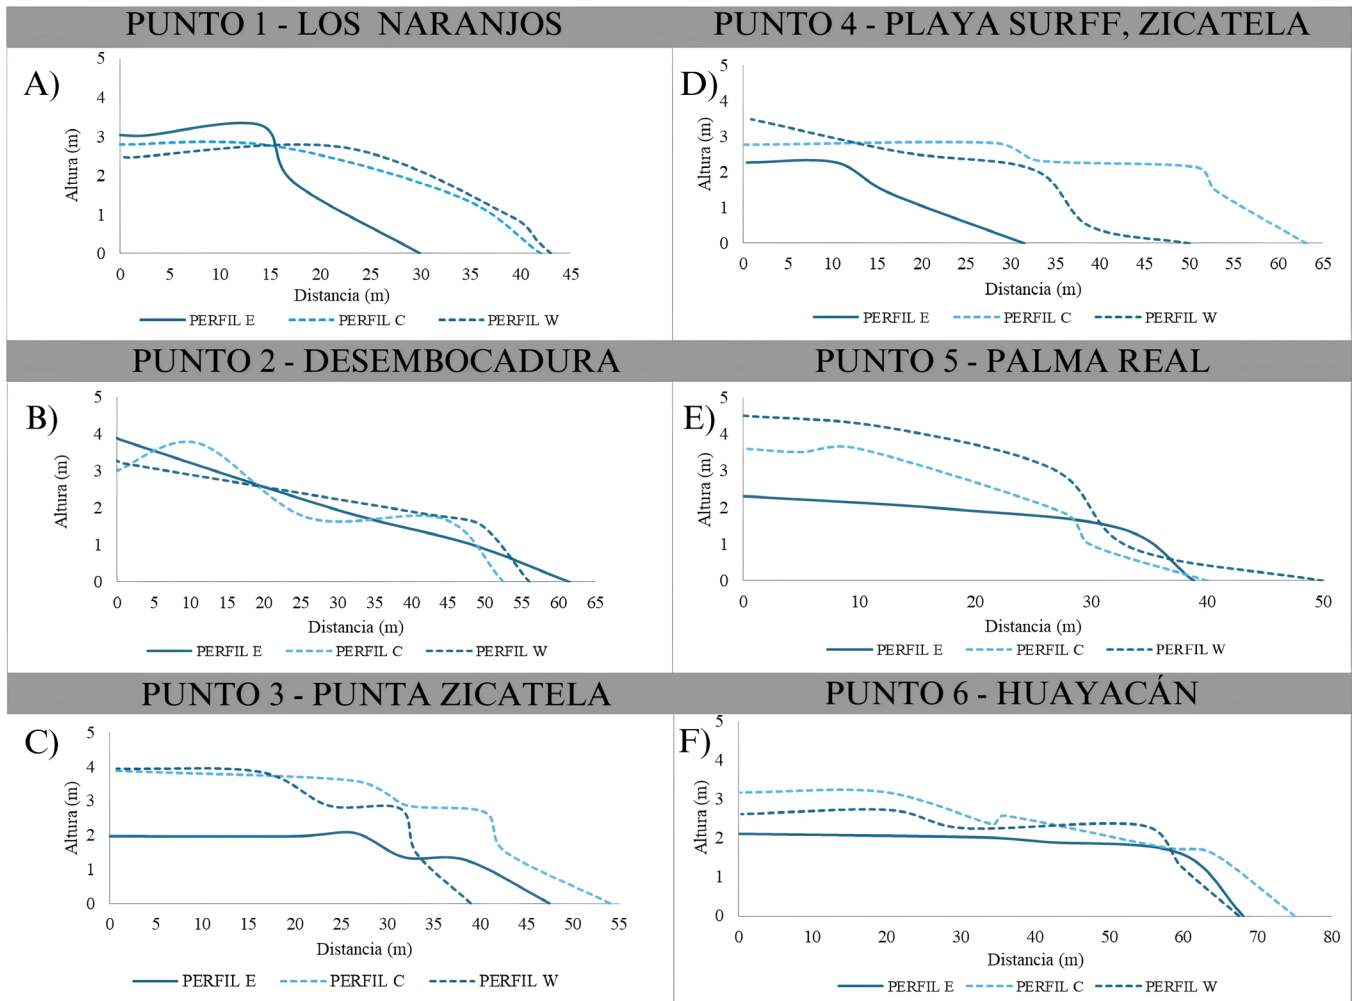 PUNTO 1 - LOS NARANJOS
A)
5
4
3
2
1
0
Altura (m)
0 5 10 15 20 25 30 35 40 45
Distancia (m)
PERFIL E PERFIL C PERFIL W
PUNTO 4 - PLAYA SURFF, ZICATELA
D)
5
4
3
2
1
0
Altura (m)
0 5 10 15 20 25 30 35 40 45 50 55 60 65
Distancia (m)
PERFIL E PERFIL C PERFIL W
PUNTO 2 - DESEMBOCADURA
B)
5
4
3
2
1
0
Altura (m)
0 5 10 15 20 25 30 35 40 45 50 55 60 65
Distancia (m)
PERFIL E PERFIL C PERFIL W
PUNTO 5 - PALMA REAL
E)
5
4
3
2
1
0
Altura (m)
0 10 20 30 40 50
Distancia (m)
PERFIL E PERFIL C PERFIL W
PUNTO 3 - PUNTA ZICATELA
C)
5
4
3
2
1
0
Altura (m)
0 5 10 15 20 25 30 35 40 45 50 55
Distancia (m)
PERFIL E PERFIL C PERFIL W
PUNTO 6 - HUAYACÁN
F)
5
4
3
2
1
0
Altura (m)
0 10 20 30 40 50 60 70 80
Distancia (m)
PERFIL E PERFIL C PERFIL W